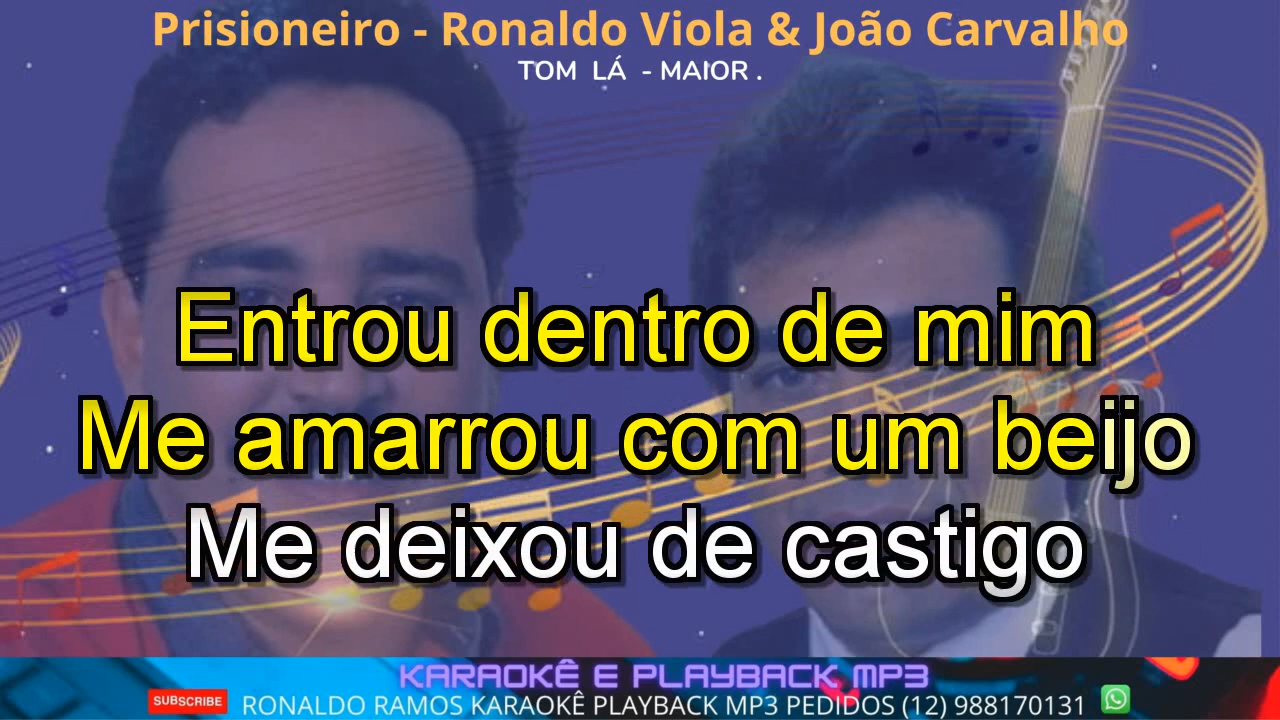 Prisioneiro - Ronaldo Viola & João Carvalho
TOM LÁ - MAIOR .
Entrou dentro de mim
Me amarrou com um beijo
Me deixou de castigo
KARAOKÊ E PLAYBACK MP3
SUBSCRIBE RONALDO RAMOS KARAOKÊ PLAYBACK MP3 PEDIDOS (12) 988170131